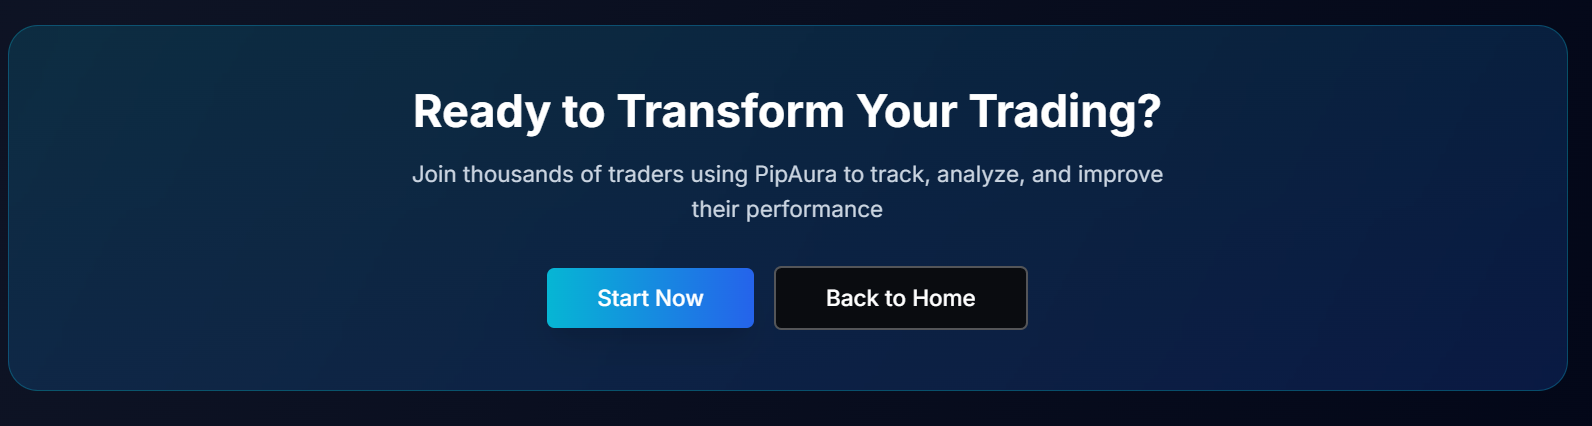 Ready to Transform Your Trading?
Join thousands of traders using PipAura to track, analyze, and improve
their performance
Start Now
Back to Home